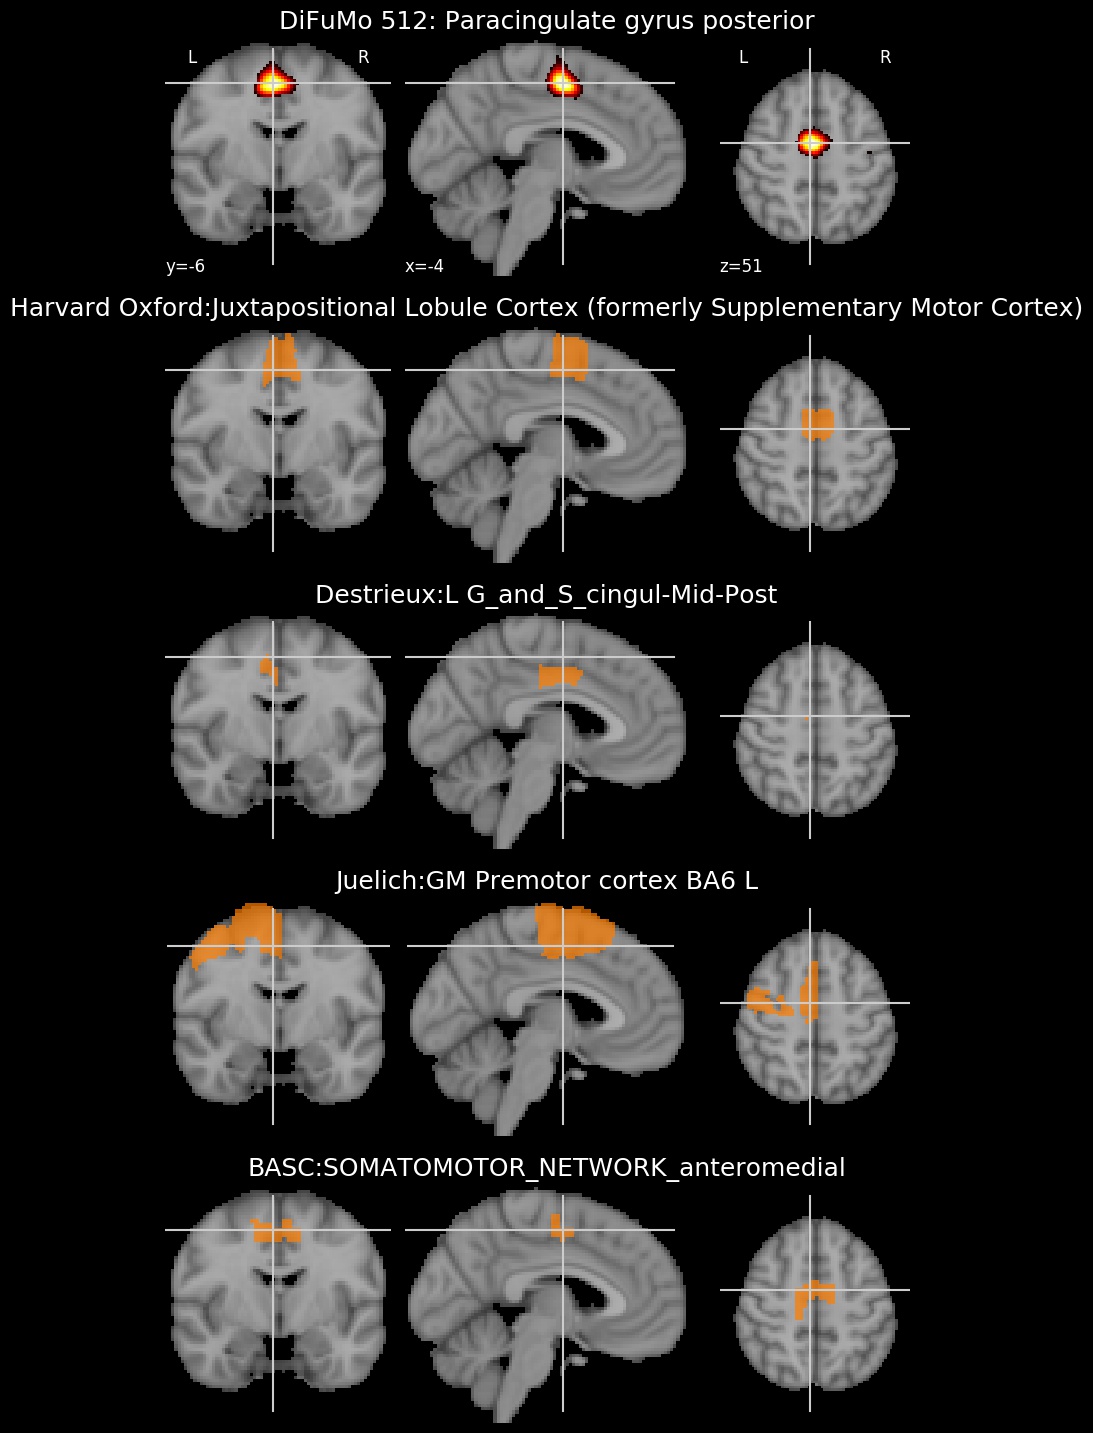 DiFuMo 512: Paracingulate gyrus posterior
L R L R
y=-6 x=-4 z=51
Harvard Oxford:Juxtapositional Lobule Cortex (formerly Supplementary Motor Cortex)
Destrieux:L G_and_S_cingul-Mid-Post
Juelich:GM Premotor cortex BA6 L
BASC:SOMATOMOTOR_NETWORK_anteromedial